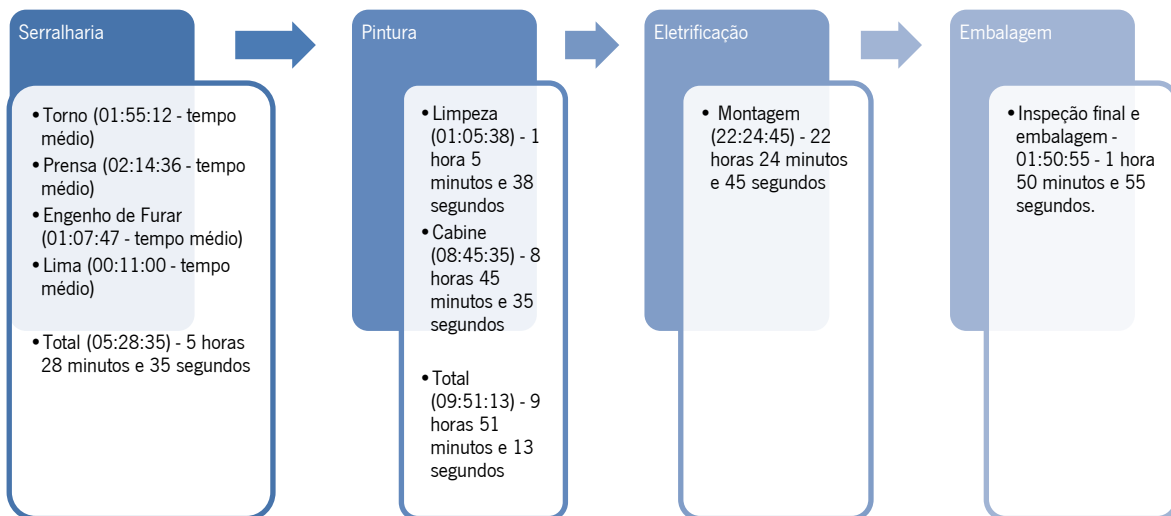 Serralharia
• Torno (01:55:12 - tempo
médio)
• Prensa (02:14:36 - tempo
médio)
• Engenho de Furar
(01:07:47 - tempo médio)
• Lima (00:11:00 - tempo
médio)
• Total (05:28:35) - 5 horas
28 minutos e 35 segundos
Pintura
• Limpeza
(01:05:38) - 1
hora 5
minutos e 38
segundos
• Cabine
(08:45:35) - 8
horas 45
minutos e 35
segundos
• Total
(09:51:13) - 9
horas 51
minutos e 13
segundos
Eletrificação
• Montagem
(22:24:45) - 22
horas 24 minutos
e 45 segundos
Embalagem
• Inspeção final e
embalagem -
01:50:55 - 1 hora
50 minutos e 55
segundos.